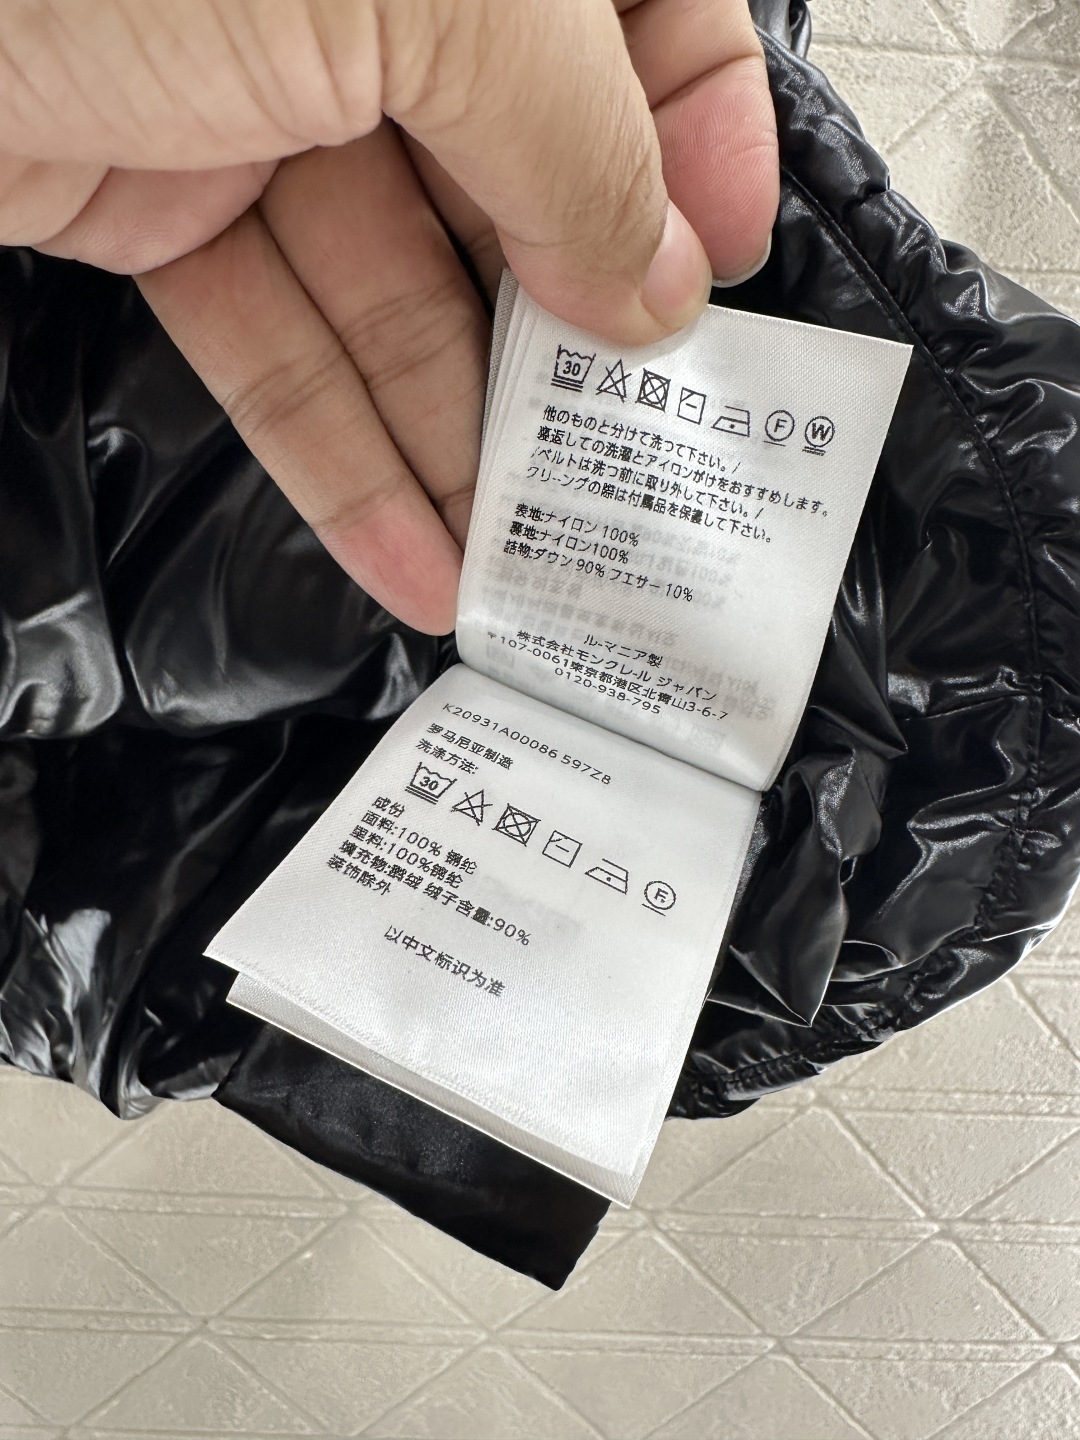 30
F
W
他のものと分けて洗って下さい。/
裏返しての洗濯とアイロンがけをおすすめします。
/ベルトは洗う前に取り外して下さい。/
クリーングの際は付属品を保護して下さい。
表地:ナイロン 100%
裏地:ナイロン100%
詰物:ダウン 90% フエザー 10%
ルーマニア製
株式会社モンクレール ジャパン
〒107-0061東京都港区北青山3-6-7
0120-938-795
K20931A00086 597Z8
罗马尼亚制造
洗涤方法:
30
F
成份
面料:100% 锦纶
里料:100%锦纶
填充物:鹅绒 绒子含量:90%
装饰除外
以中文标识为准